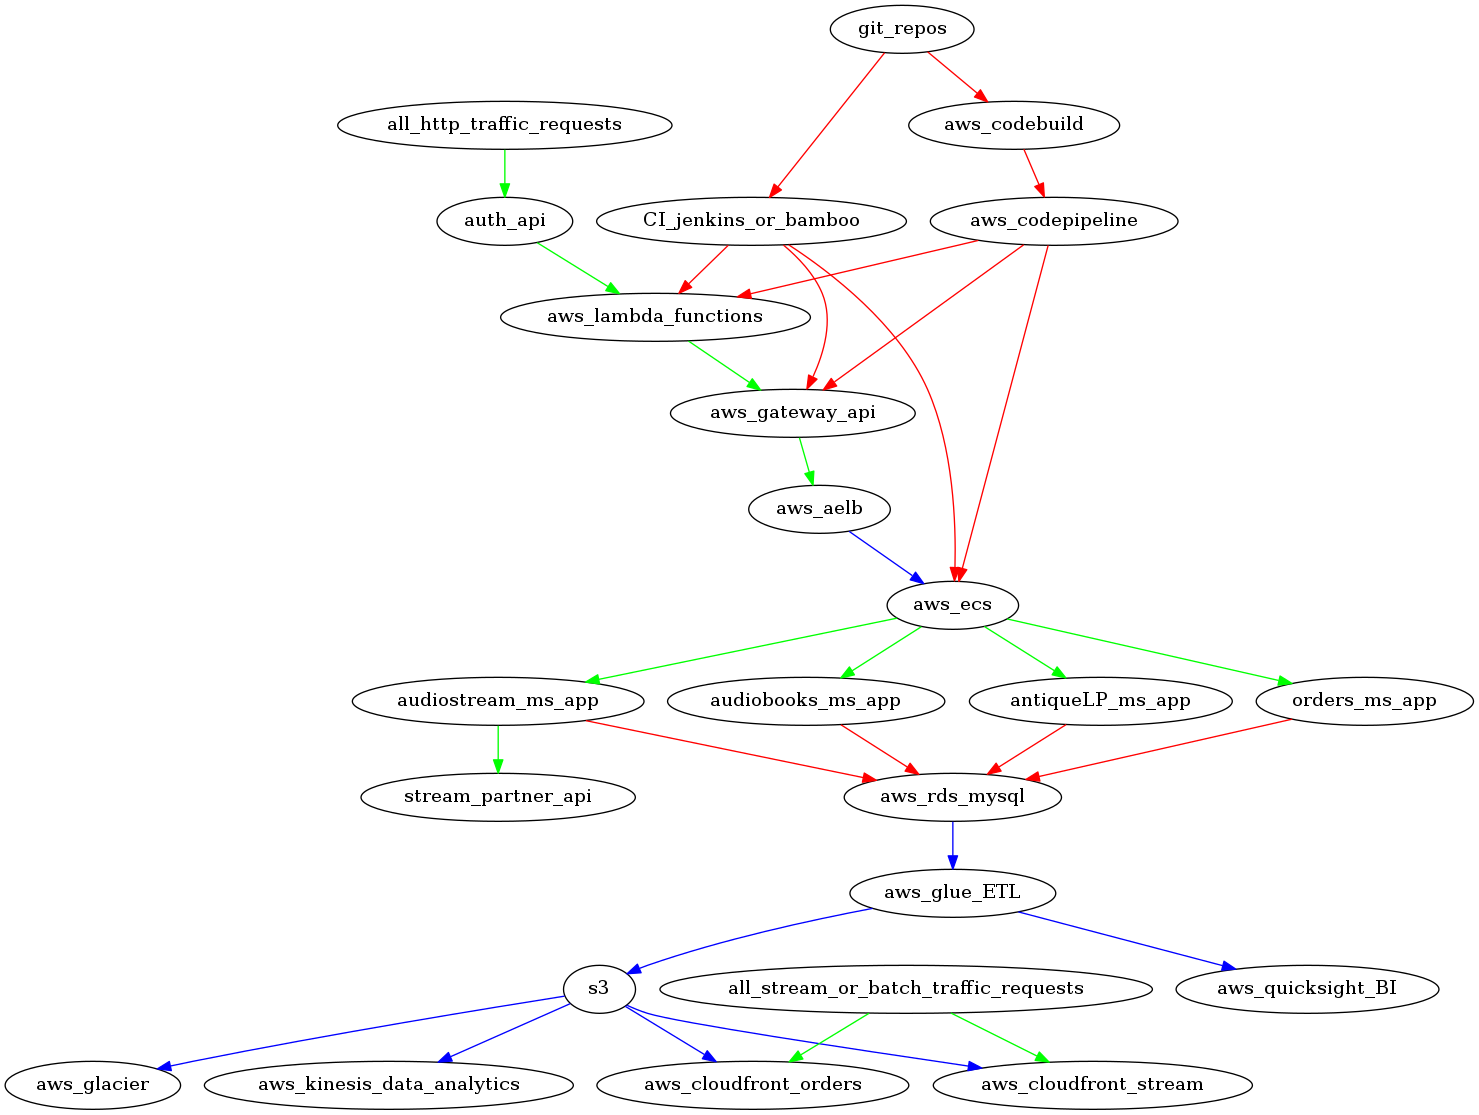 git_repos
all_http_traffic_requests
aws_codebuild
auth_api
CI_jenkins_or_bamboo
aws_codepipeline
aws_lambda_functions
aws_gateway_api
aws_aelb
aws_ecs
audiostream_ms_app
audiobooks_ms_app
antiqueLP_ms_app
orders_ms_app
stream_partner_api
aws_rds_mysql
aws_glue_ETL
s3
all_stream_or_batch_traffic_requests
aws_quicksight_BI
aws_glacier
aws_kinesis_data_analytics
aws_cloudfront_orders
aws_cloudfront_stream